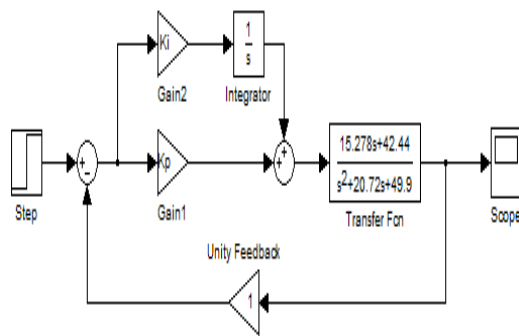 Ki
Gain2
1
s
Integrator
Step
+
−
Kp
Gain1
+
+
15.278s+42.44
s²+20.72s+49.9
Transfer Fcn
Scope
Unity Feedback
1